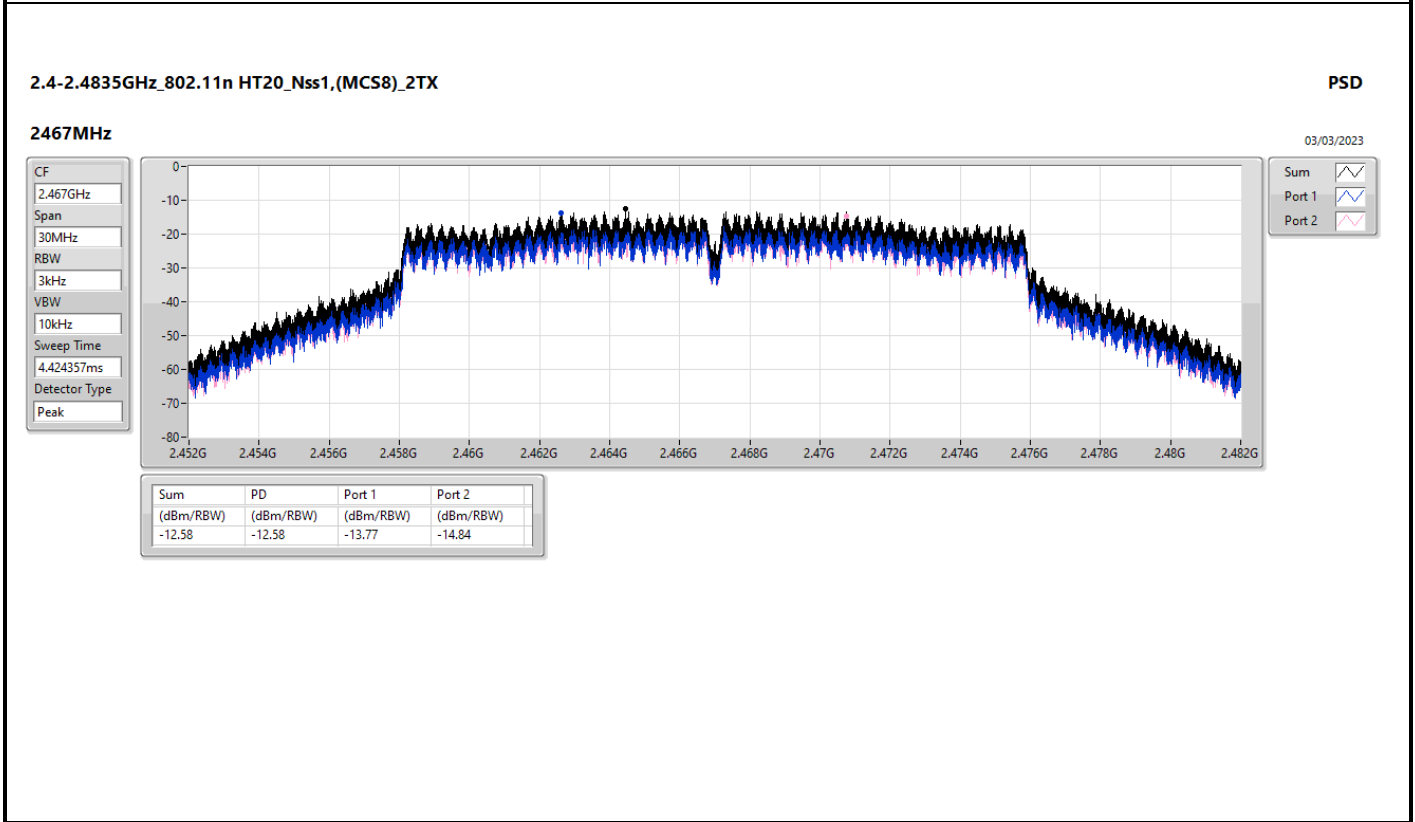 2.4-2.4835GHz_802.11n HT20_Nss1,(MCS8)_2TX
PSD
2467MHz
03/03/2023
CF
2.467GHz
Span
30MHz
RBW
3kHz
VBW
10kHz
Sweep Time
4.424357ms
Detector Type
Peak
0-
-10-
-20-
-30-
-40-
-50-
-60-
-70-
-80-
2.452G 2.454G 2.456G 2.458G 2.46G 2.462G 2.464G 2.466G 2.468G 2.47G 2.472G 2.474G 2.476G 2.478G 2.48G 2.482G
Sum
Port 1
Port 2
Sum PD Port 1 Port 2
(dBm/RBW) (dBm/RBW) (dBm/RBW) (dBm/RBW)
-12.58 -12.58 -13.77 -14.84